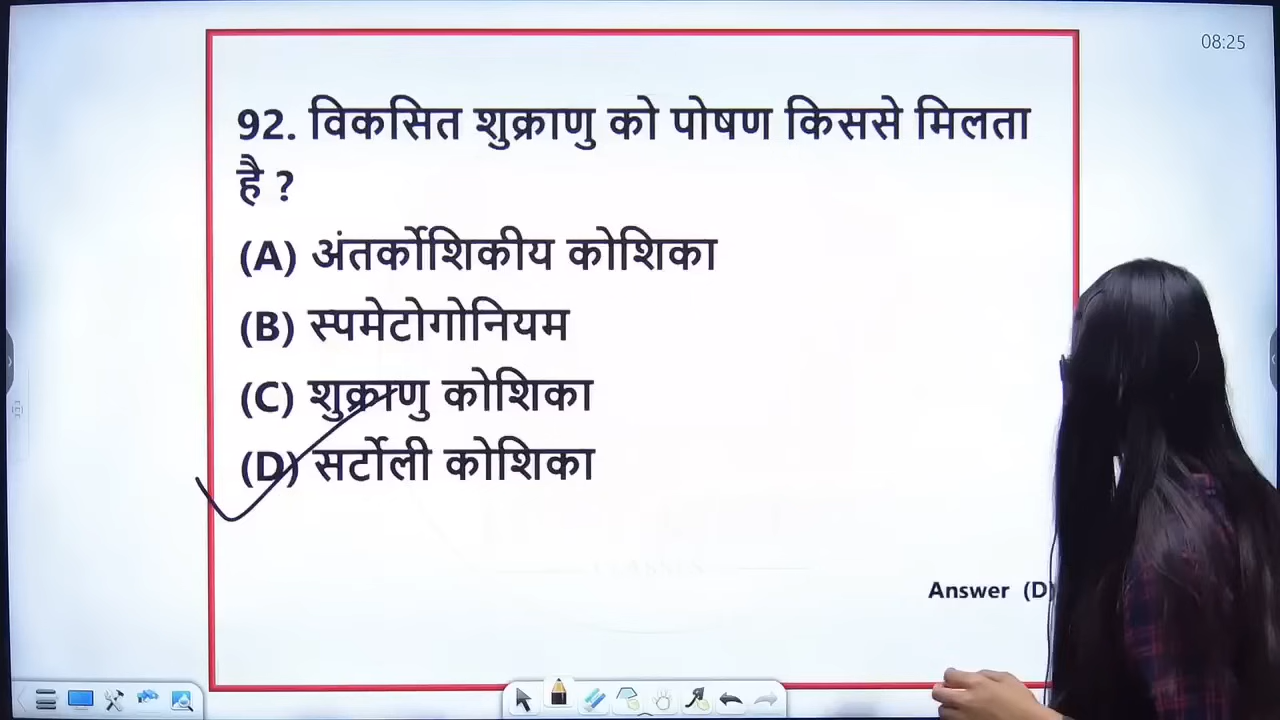 08:25
92. विकसित शुक्राणु को पोषण किससे मिलता
है ?
(A) अंतर्कोशिकीय कोशिका
(B) स्पमेटोगोनियम
(C) शुक्राणु कोशिका
(D) सर्टोली कोशिका
Answer (D)